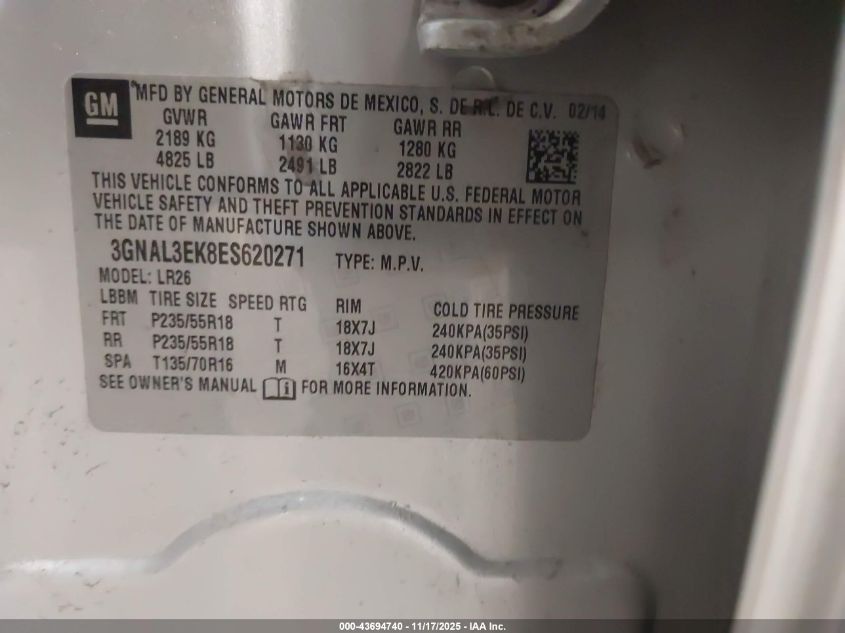 GM
MFD BY GENERAL MOTORS DE MEXICO, S. DE R.L. DE C.V. 02/14
GVWR GAWR FRT GAWR RR
2189 KG 1130 KG 1280 KG
4825 LB 2491 LB 2822 LB
THIS VEHICLE CONFORMS TO ALL APPLICABLE U.S. FEDERAL MOTOR
VEHICLE SAFETY AND THEFT PREVENTION STANDARDS IN EFFECT ON
THE DATE OF MANUFACTURE SHOWN ABOVE.
3GNAL3EK8ES620271 TYPE: M.P.V.
MODEL: LR26
LBBM TIRE SIZE SPEED RTG RIM COLD TIRE PRESSURE
FRT P235/55R18 T 18X7J 240KPA(35PSI)
RR P235/55R18 T 18X7J 240KPA(35PSI)
SPA T135/70R16 M 16X4T 420KPA(60PSI)
SEE OWNER'S MANUAL FOR MORE INFORMATION.
000-43694740 - 11/17/2025 - IAA Inc.